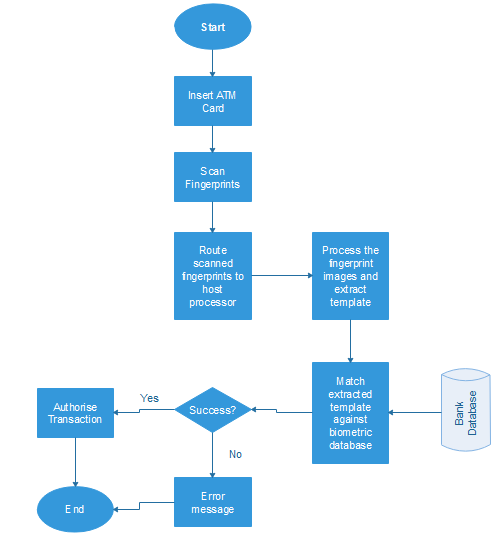 Start
Insert ATM
Card
Scan
Fingerprints
Route
scanned
fingerprints to
host
processor
Process the
fingerprint
images and
extract
template
Match
extracted
template
against
biometric
database
Bank
Database
Success?
Yes
Authorise
Transaction
No
Error
message
End